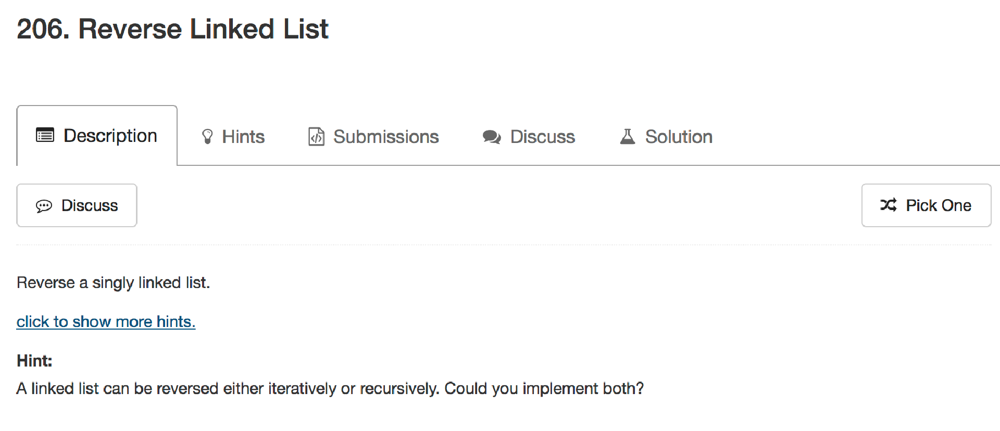 206. Reverse Linked List
Description
Hints
Submissions
Discuss
Solution
Discuss
Pick One
Reverse a singly linked list.
click to show more hints.
Hint:
A linked list can be reversed either iteratively or recursively. Could you implement both?